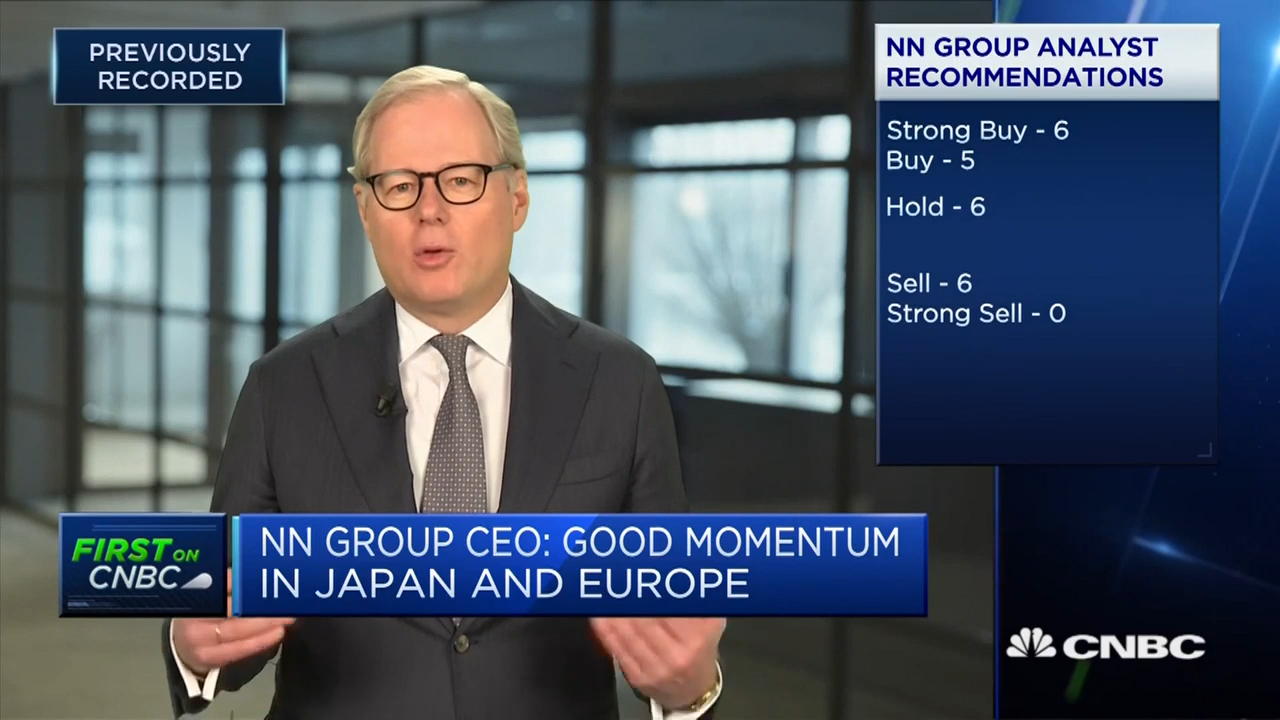 PREVIOUSLY
RECORDED
NN GROUP ANALYST
RECOMMENDATIONS
Strong Buy - 6
Buy - 5
Hold - 6
Sell - 6
Strong Sell - 0
FIRST ON
CNBC
NN GROUP CEO: GOOD MOMENTUM
IN JAPAN AND EUROPE
CNBC